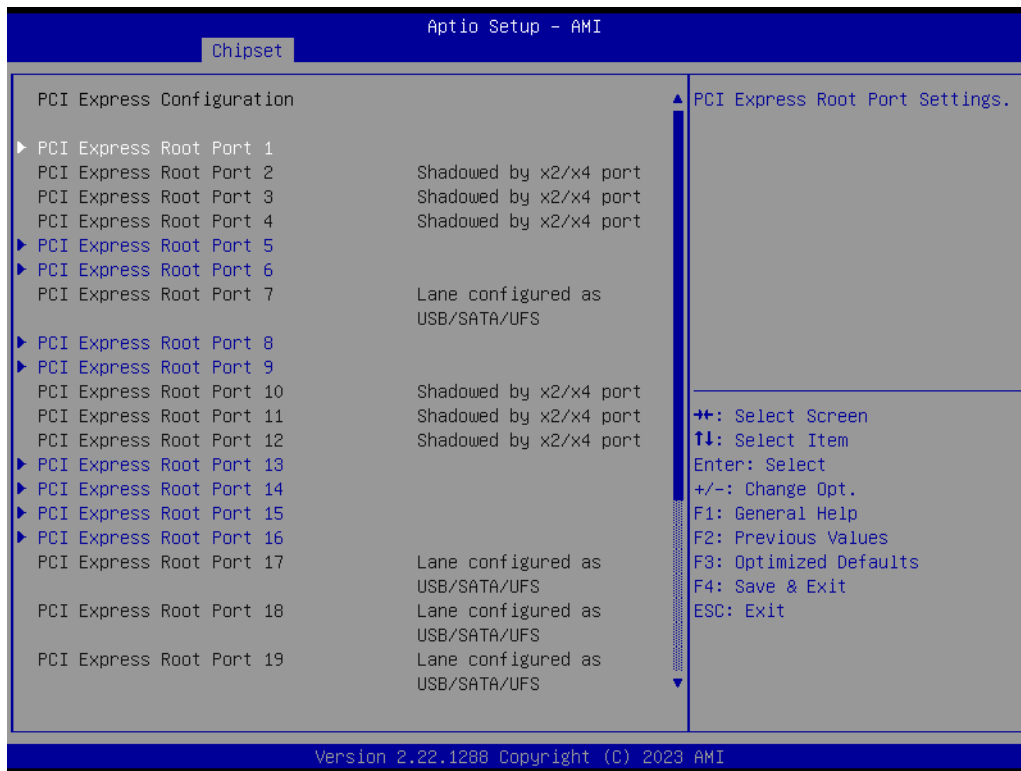 Aptio Setup - AMI
Chipset
PCI Express Configuration
PCI Express Root Port 1
PCI Express Root Port 2 Shadowed by x2/x4 port
PCI Express Root Port 3 Shadowed by x2/x4 port
PCI Express Root Port 4 Shadowed by x2/x4 port
PCI Express Root Port 5
PCI Express Root Port 6
PCI Express Root Port 7 Lane configured as
USB/SATA/UFS
PCI Express Root Port 8
PCI Express Root Port 9
PCI Express Root Port 10 Shadowed by x2/x4 port
PCI Express Root Port 11 Shadowed by x2/x4 port
PCI Express Root Port 12 Shadowed by x2/x4 port
PCI Express Root Port 13
PCI Express Root Port 14
PCI Express Root Port 15
PCI Express Root Port 16
PCI Express Root Port 17 Lane configured as
USB/SATA/UFS
PCI Express Root Port 18 Lane configured as
USB/SATA/UFS
PCI Express Root Port 19 Lane configured as
USB/SATA/UFS
PCI Express Root Port Settings.
→←: Select Screen
↑↓: Select Item
Enter: Select
+/-: Change Opt.
F1: General Help
F2: Previous Values
F3: Optimized Defaults
F4: Save & Exit
ESC: Exit
Version 2.22.1288 Copyright (C) 2023 AMI